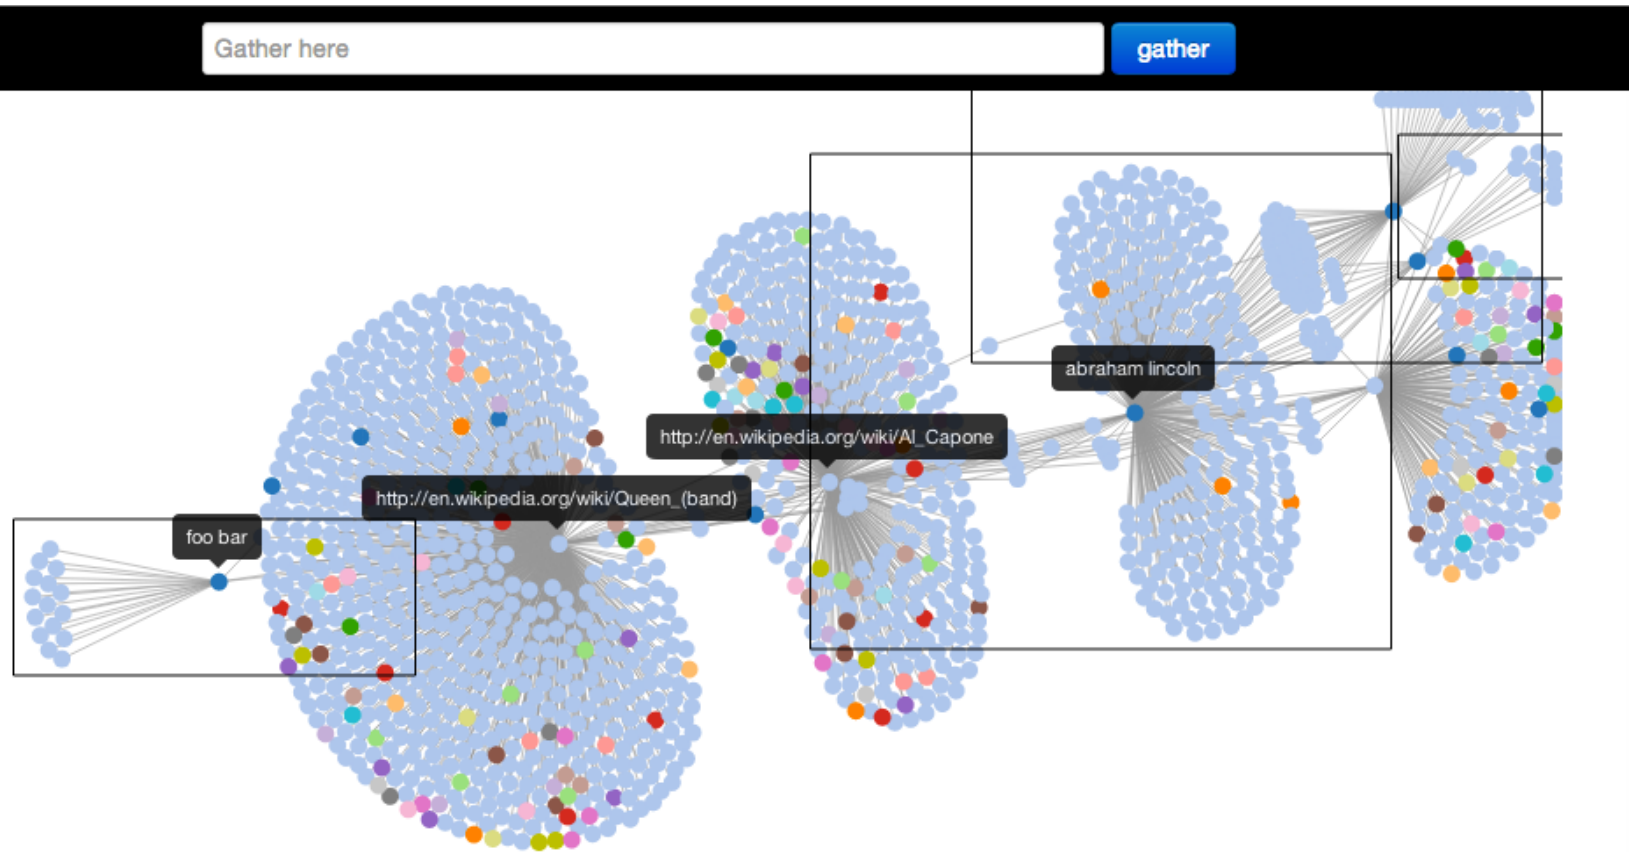 Gather here
gather
abraham lincoln
http://en.wikipedia.org/wiki/Al_Capone
http://en.wikipedia.org/wiki/Queen_(band)
foo bar